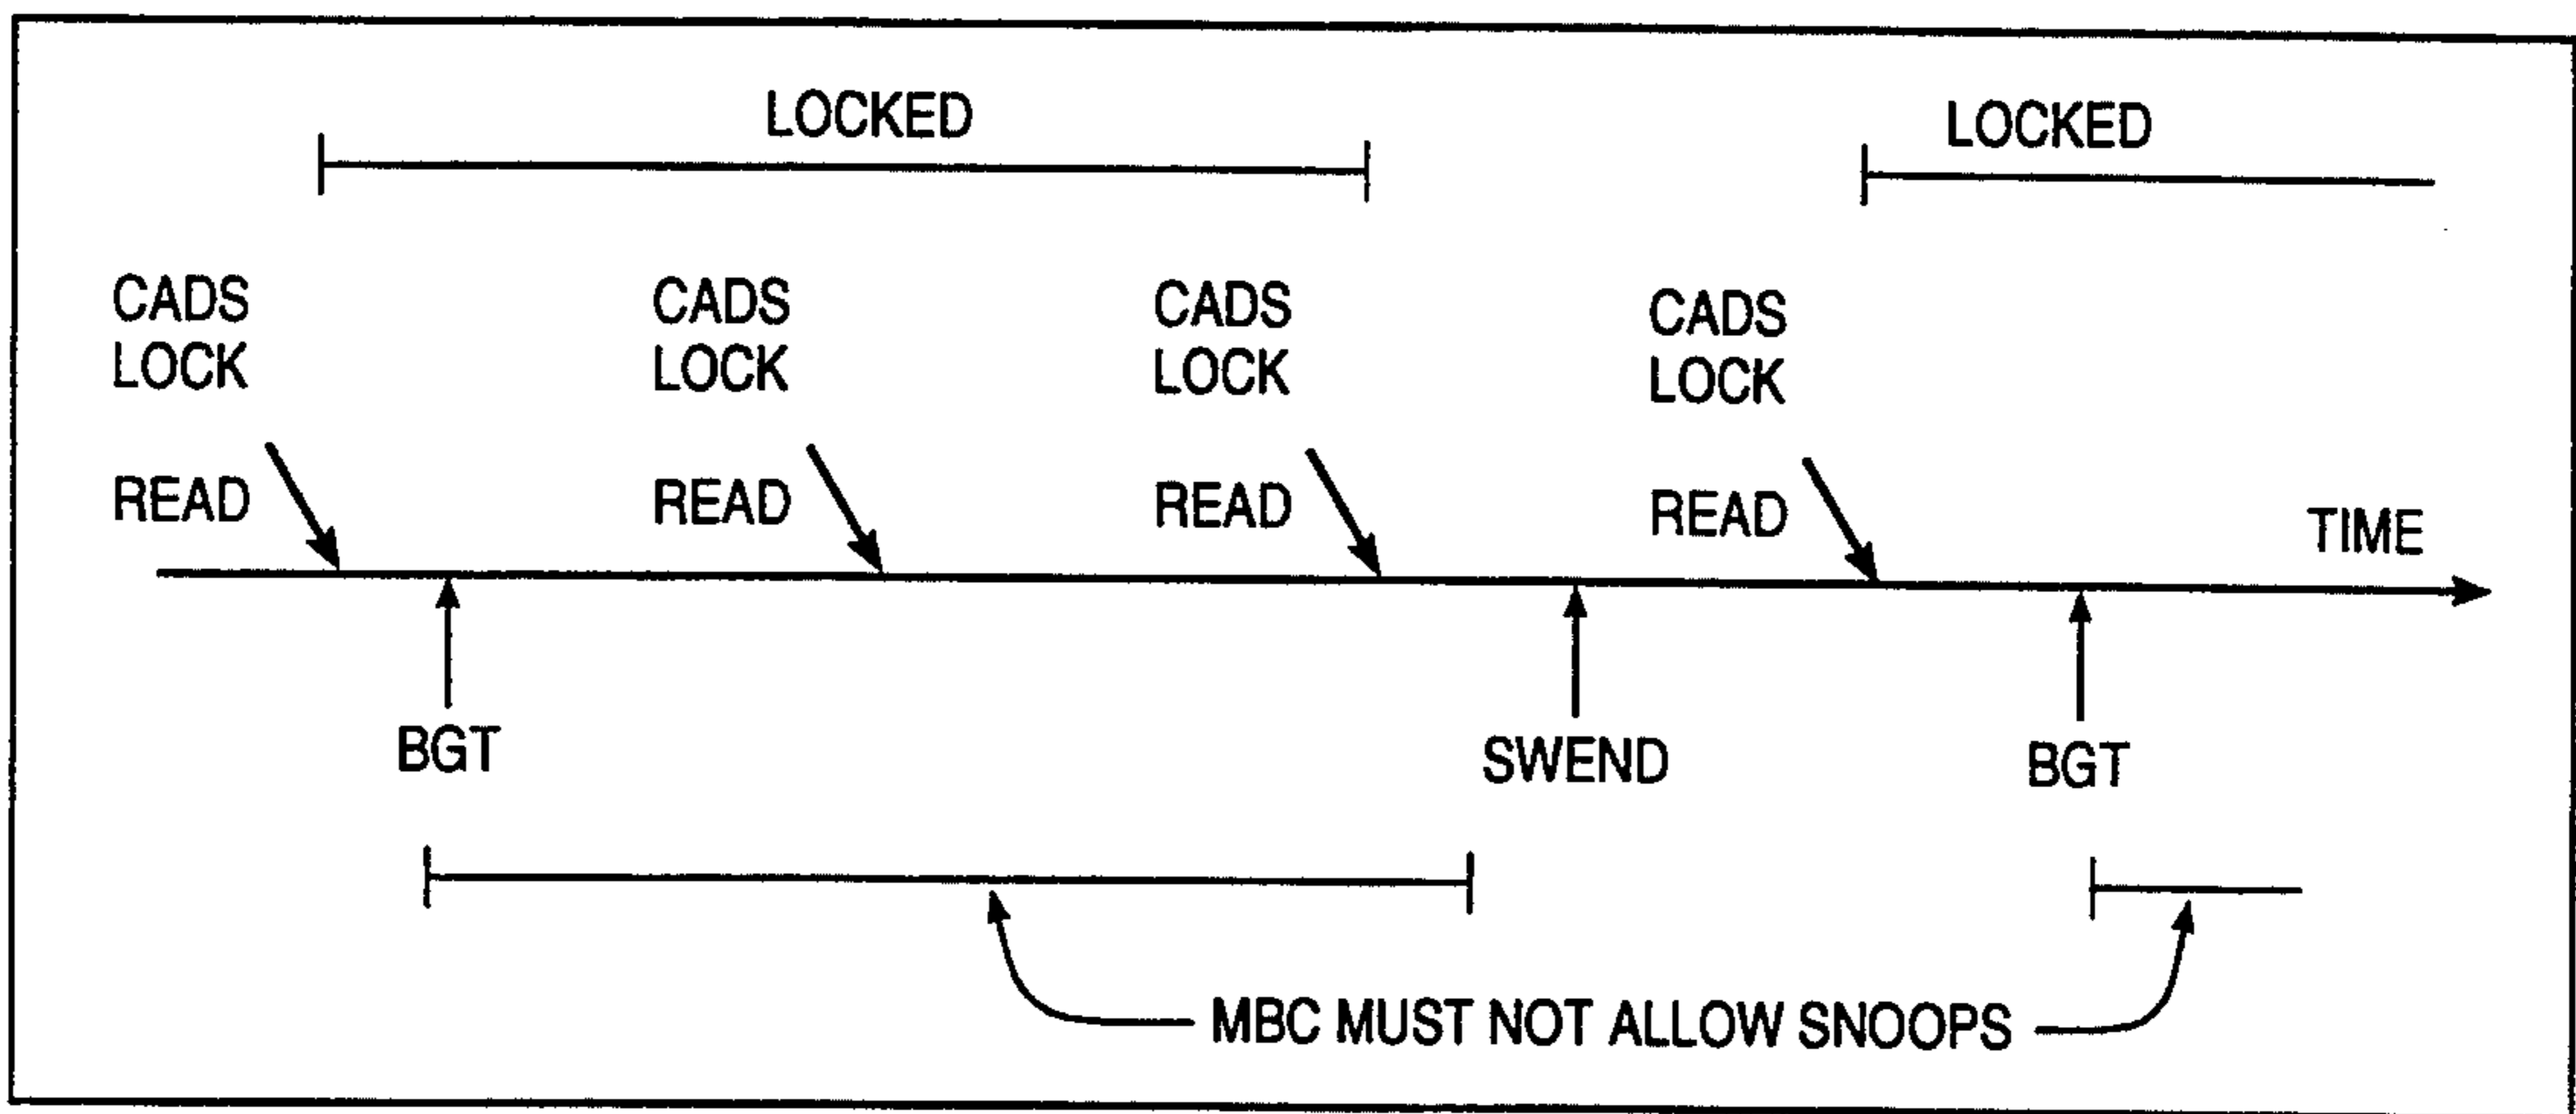 LOCKED
LOCKED
CADS
LOCK
READ
CADS
LOCK
READ
CADS
LOCK
READ
CADS
LOCK
READ
TIME
BGT
SWEND
BGT
MBC MUST NOT ALLOW SNOOPS